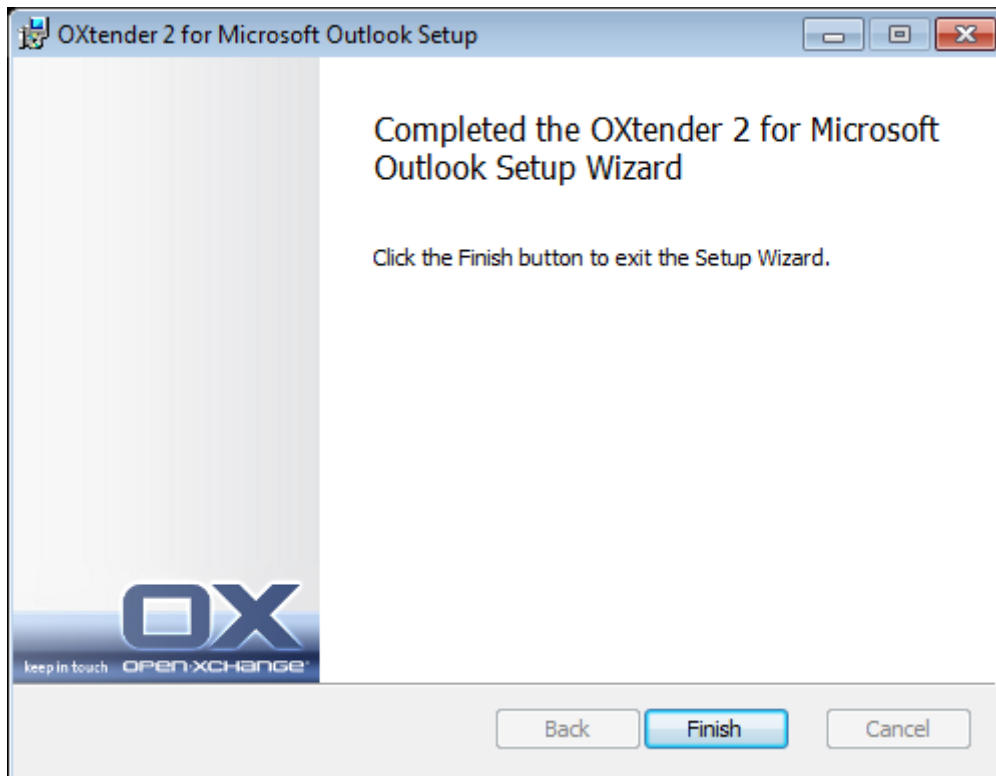 OXtender 2 for Microsoft Outlook Setup
Completed the OXtender 2 for Microsoft
Outlook Setup Wizard
Click the Finish button to exit the Setup Wizard.
OX
keep in touch OPEN-XCHANGE®
Back Finish Cancel